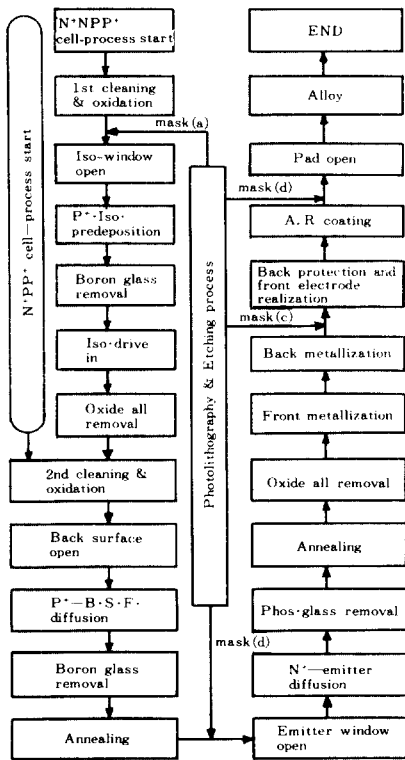 N⁺NPP⁺
cell-process start
1st cleaning
& oxidation
mask(a)
Iso-window
open
P⁺·Iso·
predeposition
Boron glass
removal
Iso·drive
in
Oxide all
removal
N⁺PP⁺ cell—process start
2nd cleaning &
oxidation
Back surface
open
P⁺—B·S·F·
diffusion
Boron glass
removal
Annealing
Photolithography & Etching process
mask(d)
mask(c)
mask(d)
END
Alloy
Pad open
A.R coating
Back protection and
front electrode
realization
Back metallization
Front metallization
Oxide all removal
Annealing
Phos·glass removal
N⁺—emitter
diffusion
Emitter window
open